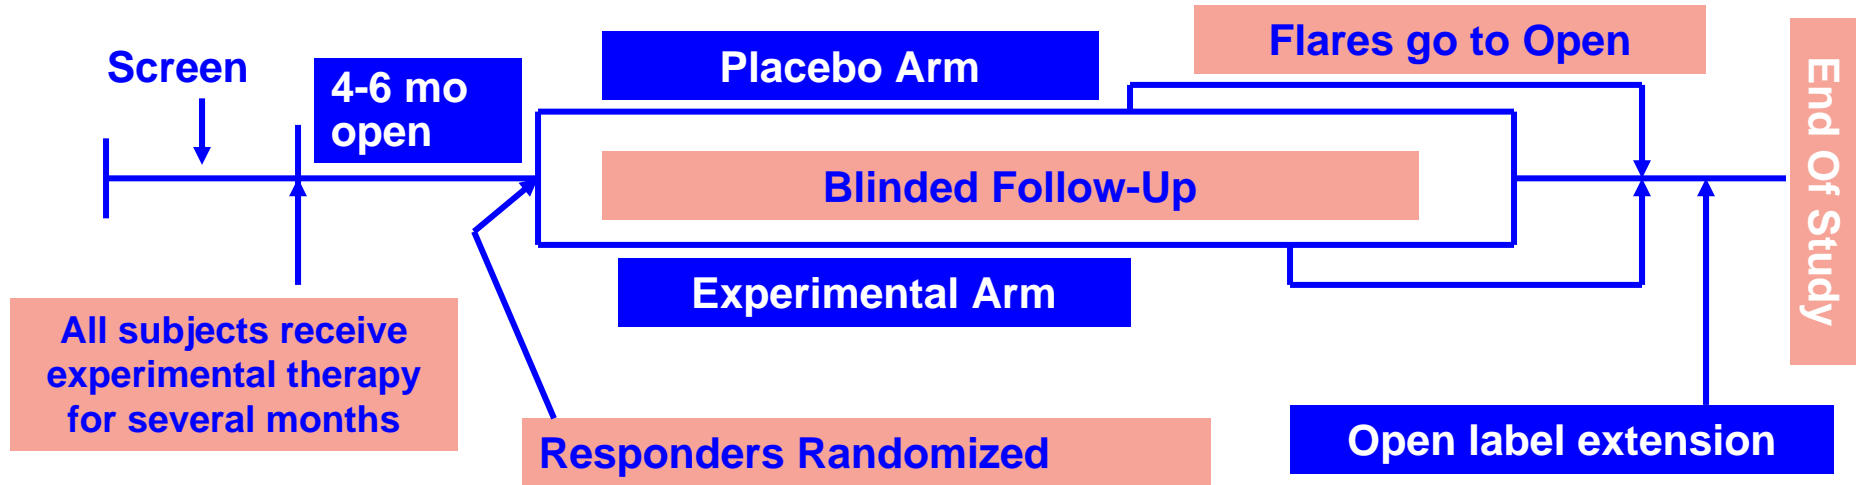 Screen
4-6 mo
open
Placebo Arm
Flares go to Open
End Of Study
Blinded Follow-Up
Experimental Arm
All subjects receive
experimental therapy
for several months
Responders Randomized
Open label extension